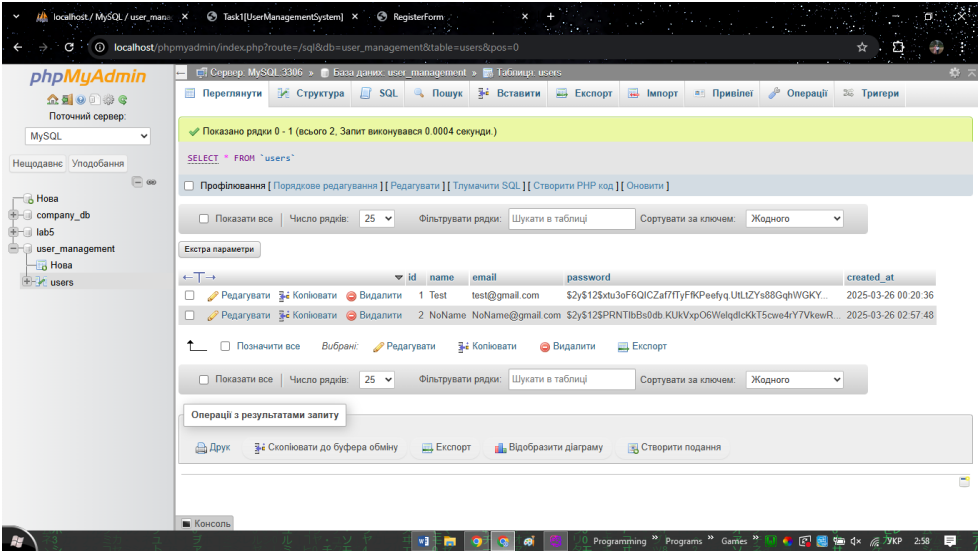 localhost / MySQL / user_mana
Task1[UserManagementSystem]
RegisterForm
localhost/phpmyadmin/index.php?route=/sql&db=user_management&table=users&pos=0
phpMyAdmin
Поточний сервер:
MySQL
Нещодавнє Уподобання
Нова
company_db
lab5
user_management
Нова
users
Сервер: MySQL:3306 » База даних: user_management » Таблиця: users
Переглянути Структура SQL Пошук Вставити Експорт Імпорт Привілеї Операції Тригери
Показано рядки 0 - 1 (всього 2, Запит виконувався 0.0004 секунди.)
SELECT * FROM `users`
Профілювання [ Порядкове редагування ] [ Редагувати ] [ Тлумачити SQL ] [ Створити PHP код ] [ Оновити ]
Показати все | Число рядків: 25 Фільтрувати рядки: Шукати в таблиці Сортувати за ключем: Жодного
Екстра параметри
←T→ id name email password created_at
Редагувати Копіювати Видалити 1 Test test@gmail.com $2y$12$xtu3oF6QICZaf7fTyFfKPeefyq.UtLtZYs88GqhWGKY... 2025-03-26 00:20:36
Редагувати Копіювати Видалити 2 NoName NoName@gmail.com $2y$12$PRNTIbBs0db.KUkVxpO6WelqdIcKkT5cwe4rY7VkewR... 2025-03-26 02:57:48
Позначити все Вибрані: Редагувати Копіювати Видалити Експорт
Показати все | Число рядків: 25 Фільтрувати рядки: Шукати в таблиці Сортувати за ключем: Жодного
Операції з результатами запиту
Друк Скопіювати до буфера обміну Експорт Відобразити діаграму Створити подання
Консоль
Programming » Programs » Games » УКР 2:58